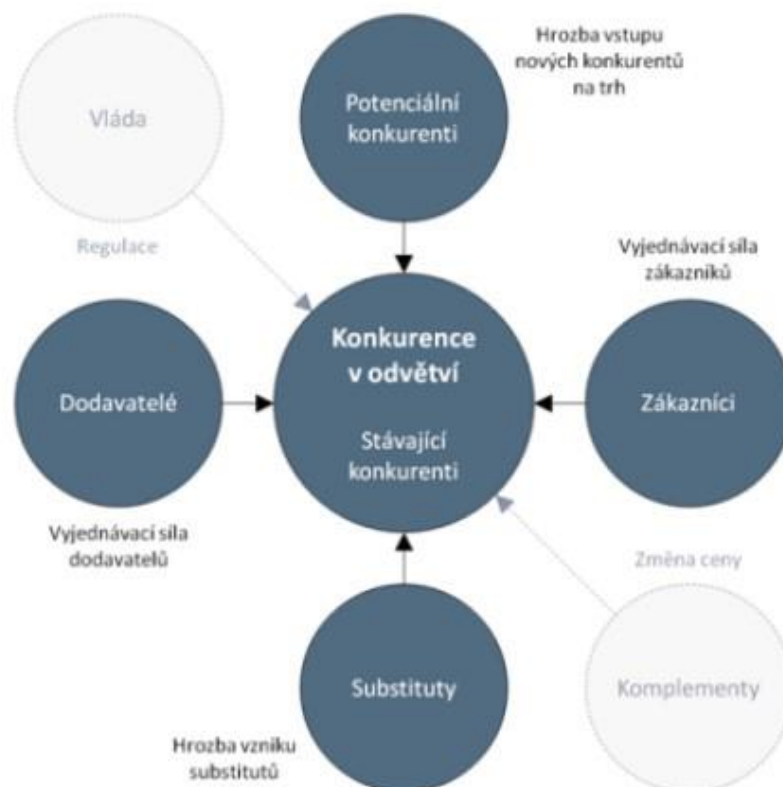 Hrozba vstupu
nových konkurentů
na trh
Potenciální
konkurenti
Vláda
Regulace
Vyjednávací síla
zákazníků
Konkurence
v odvětví
Stávající
konkurenti
Dodavatelé
Zákazníci
Vyjednávací síla
dodavatelů
Změna ceny
Substituty
Komplementy
Hrozba vzniku
substitutů